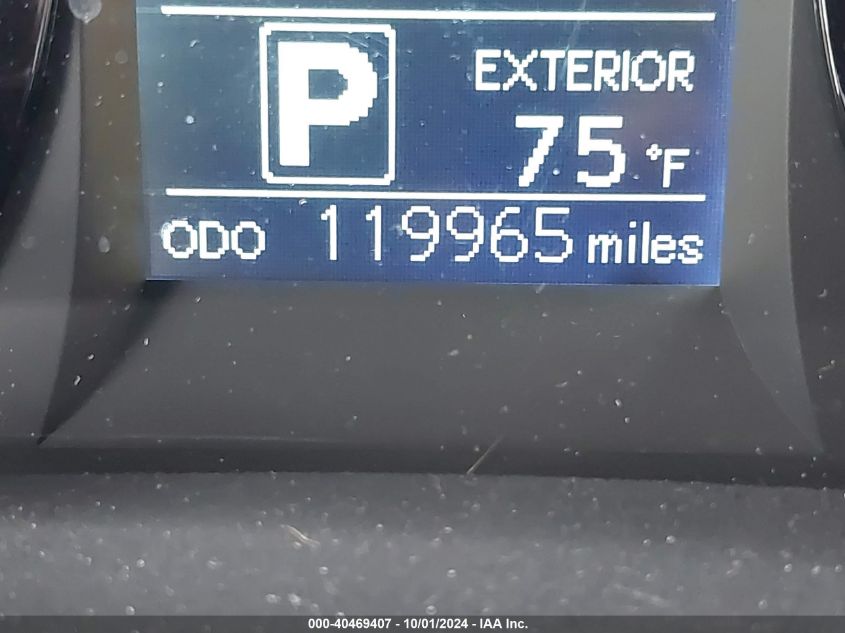 P
EXTERIOR
75 °F
ODO 119965 miles
000-40469407 - 10/01/2024 - IAA Inc.